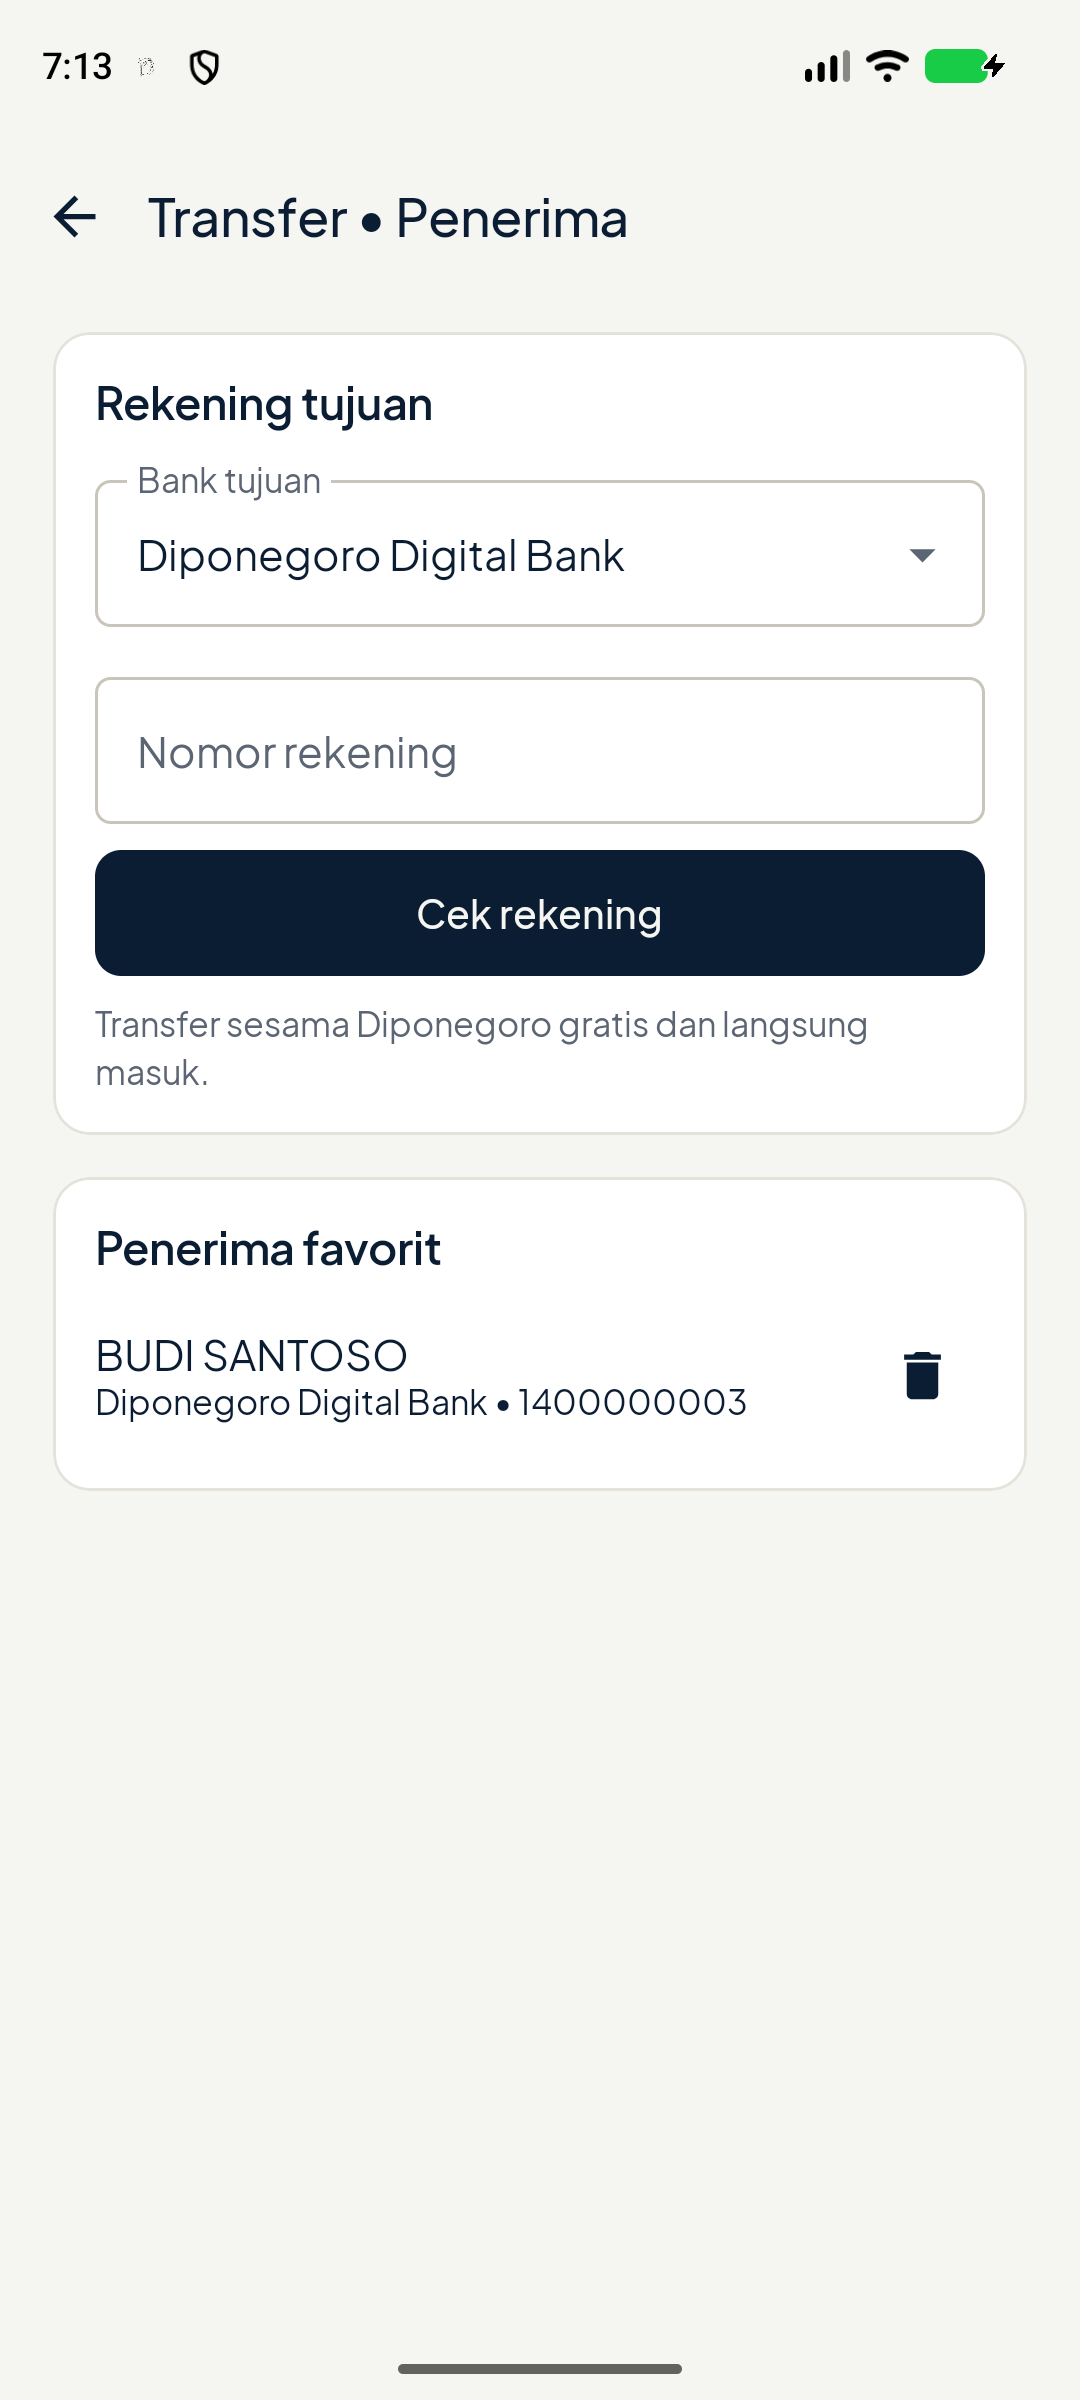 7:13
Transfer • Penerima
Rekening tujuan
Bank tujuan
Diponegoro Digital Bank
Nomor rekening
Cek rekening
Transfer sesama Diponegoro gratis dan langsung
masuk.
Penerima favorit
BUDI SANTOSO
Diponegoro Digital Bank • 1400000003